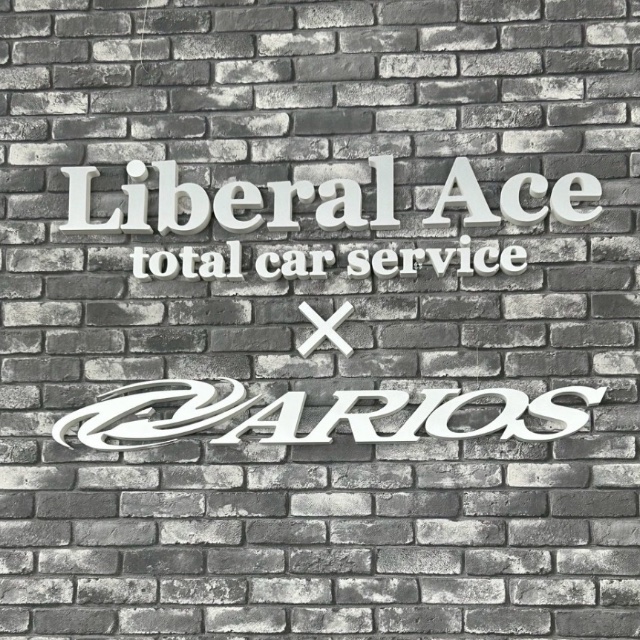 Liberal Ace
total car service
×
ARIOS